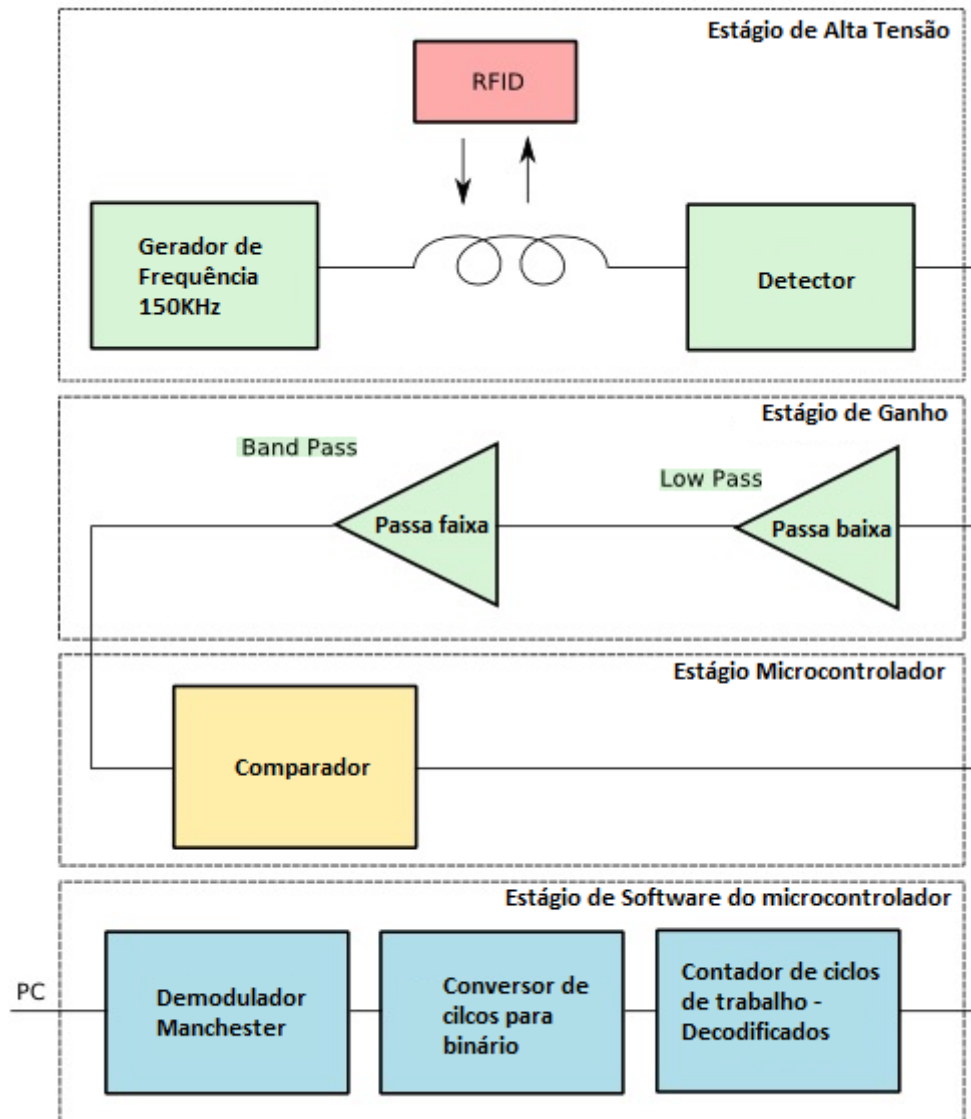 Estágio de Alta Tensão
RFID
Gerador de
Frequência
150KHz
Detector
Estágio de Ganho
Band Pass
Low Pass
Passa faixa
Passa baixa
Estágio Microcontrolador
Comparador
Estágio de Software do microcontrolador
PC
Demodulador
Manchester
Conversor de
cilcos para
binário
Contador de ciclos
de trabalho -
Decodificados